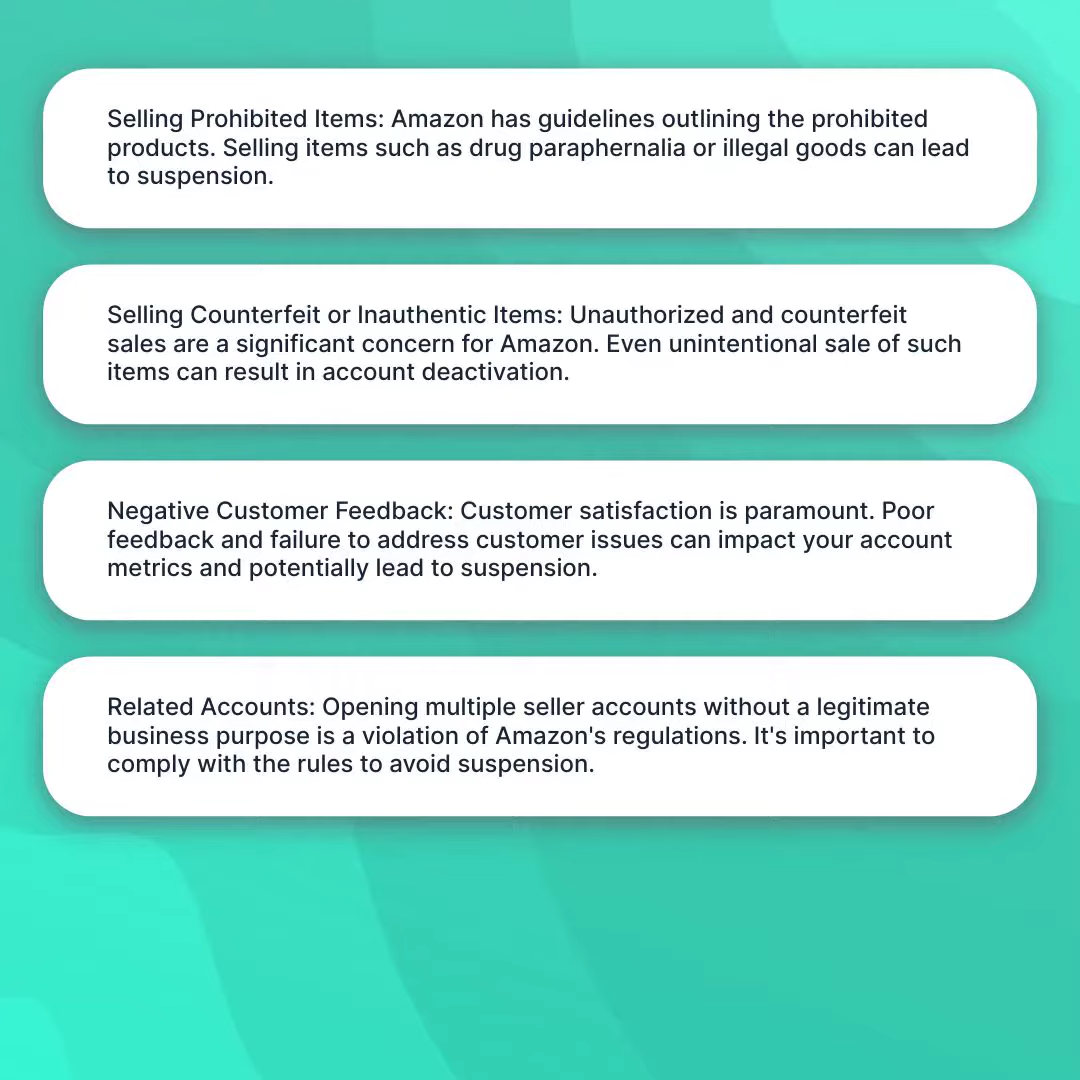 Selling Prohibited Items: Amazon has guidelines outlining the prohibited
products. Selling items such as drug paraphernalia or illegal goods can lead
to suspension.
Selling Counterfeit or Inauthentic Items: Unauthorized and counterfeit
sales are a significant concern for Amazon. Even unintentional sale of such
items can result in account deactivation.
Negative Customer Feedback: Customer satisfaction is paramount. Poor
feedback and failure to address customer issues can impact your account
metrics and potentially lead to suspension.
Related Accounts: Opening multiple seller accounts without a legitimate
business purpose is a violation of Amazon's regulations. It's important to
comply with the rules to avoid suspension.